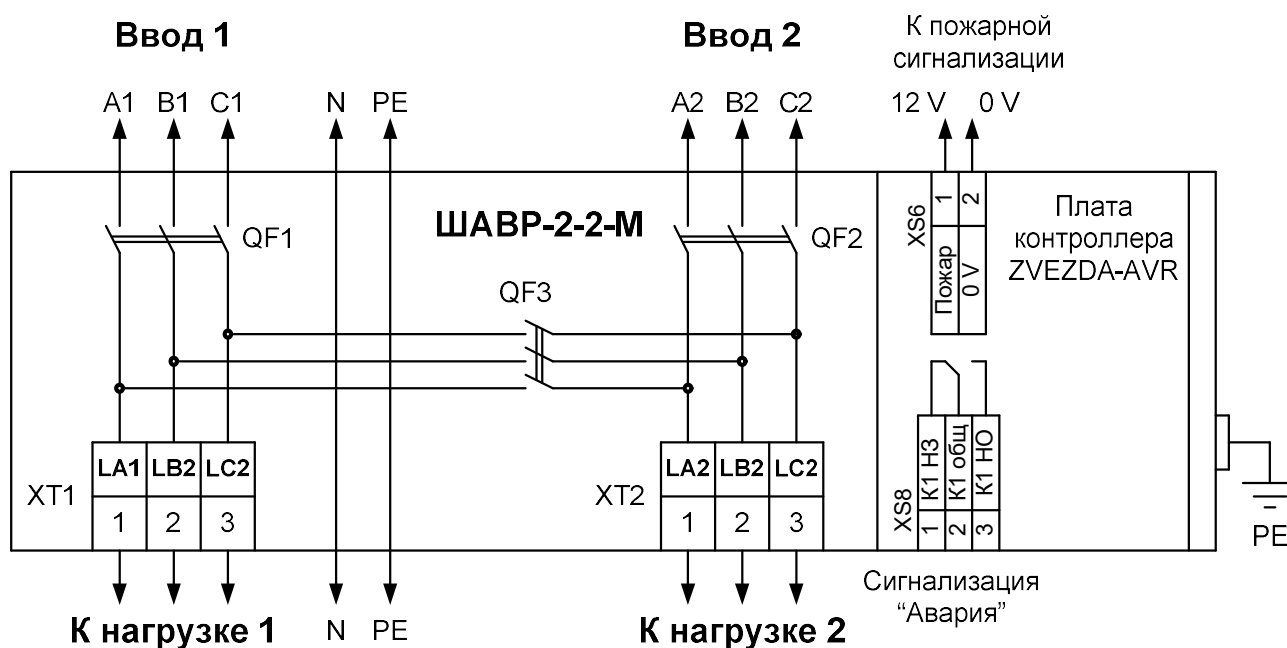 Ввод 1
Ввод 2
К пожарной
сигнализации
A1 B1 C1 N PE
A2 B2 C2
12 V 0 V
ШАВР-2-2-М
QF1
QF2
QF3
XS6
1
2
Пожар
0 V
Плата
контроллера
ZVEZDA-AVR
XT1
LA1 LB2 LC2
1 2 3
XT2
LA2 LB2 LC2
1 2 3
XS8
1 К1 НЗ
2 К1 общ
3 К1 НО
PE
К нагрузке 1
N PE
К нагрузке 2
Сигнализация
“Авария”